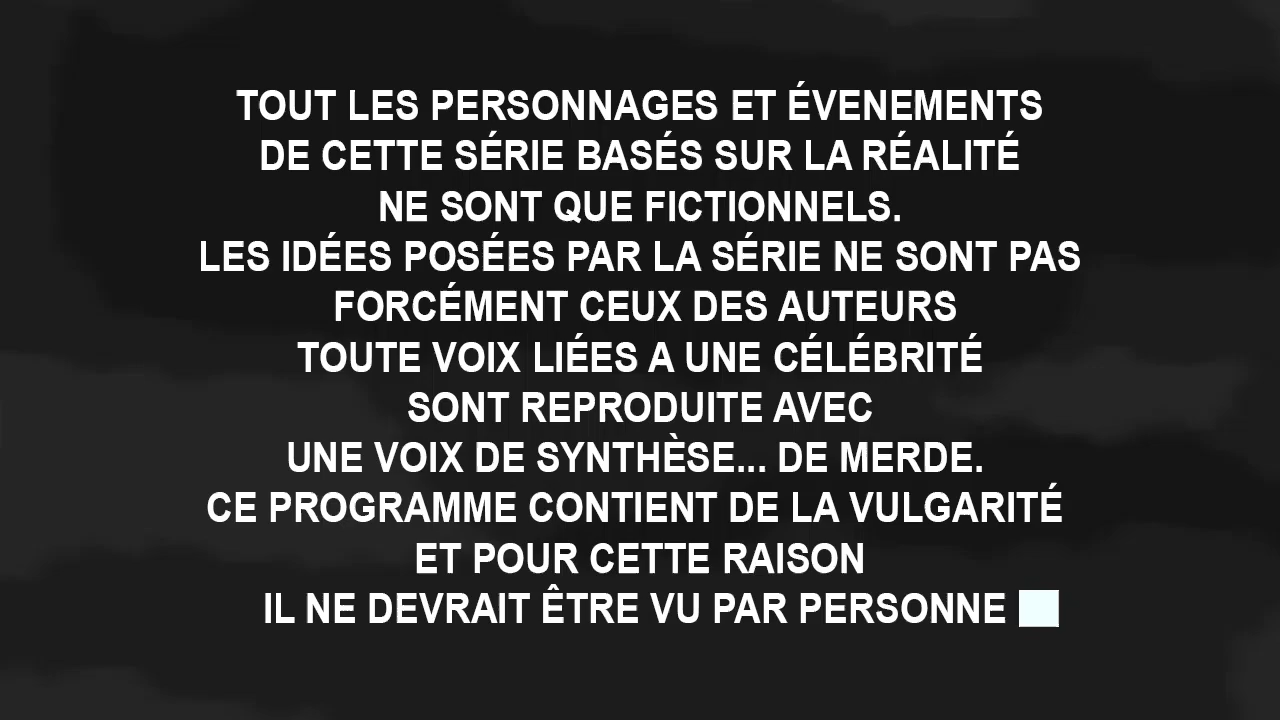 TOUT LES PERSONNAGES ET ÉVENEMENTS
DE CETTE SÉRIE BASÉS SUR LA RÉALITÉ
NE SONT QUE FICTIONNELS.
LES IDÉES POSÉES PAR LA SÉRIE NE SONT PAS
FORCÉMENT CEUX DES AUTEURS
TOUTE VOIX LIÉES A UNE CÉLÉBRITÉ
SONT REPRODUITE AVEC
UNE VOIX DE SYNTHÈSE... DE MERDE.
CE PROGRAMME CONTIENT DE LA VULGARITÉ
ET POUR CETTE RAISON
IL NE DEVRAIT ÊTRE VU PAR PERSONNE